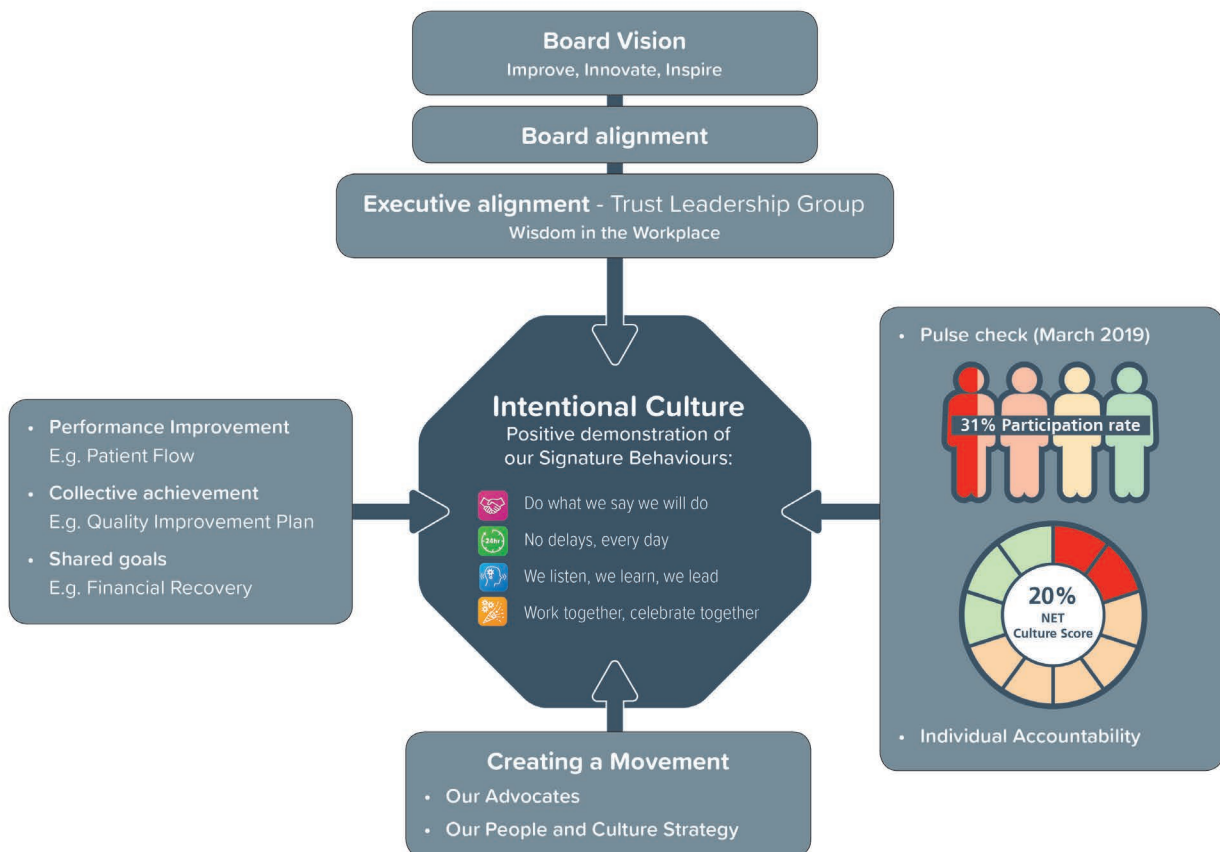 Board Vision
Improve, Innovate, Inspire
Board alignment
Executive alignment - Trust Leadership Group
Wisdom in the Workplace
• Performance Improvement
E.g. Patient Flow
• Collective achievement
E.g. Quality Improvement Plan
• Shared goals
E.g. Financial Recovery
Intentional Culture
Positive demonstration of
our Signature Behaviours:
Do what we say we will do
24hr
No delays, every day
We listen, we learn, we lead
Work together, celebrate together
• Pulse check (March 2019)
31% Participation rate
20%
NET
Culture Score
• Individual Accountability
Creating a Movement
• Our Advocates
• Our People and Culture Strategy